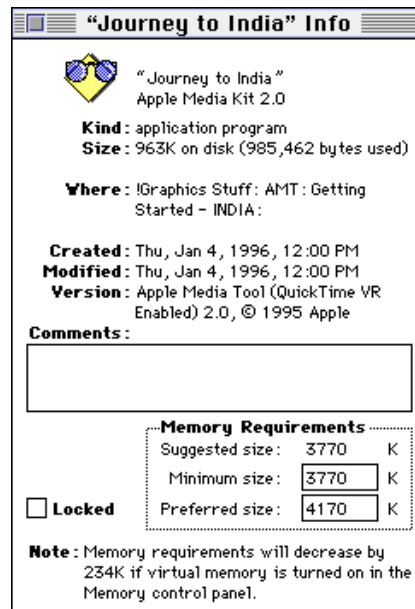 “Journey to India” Info
“Journey to India”
Apple Media Kit 2.0
Kind: application program
Size: 963K on disk (985,462 bytes used)
Where: !Graphics Stuff: AMT: Getting
Started - INDIA:
Created: Thu, Jan 4, 1996, 12:00 PM
Modified: Thu, Jan 4, 1996, 12:00 PM
Version: Apple Media Tool (QuickTime VR
Enabled) 2.0, © 1995 Apple
Comments:
Memory Requirements
Suggested size: 3770 K
Minimum size: 3770 K
Locked
Preferred size: 4170 K
Note: Memory requirements will decrease by
234K if virtual memory is turned on in the
Memory control panel.